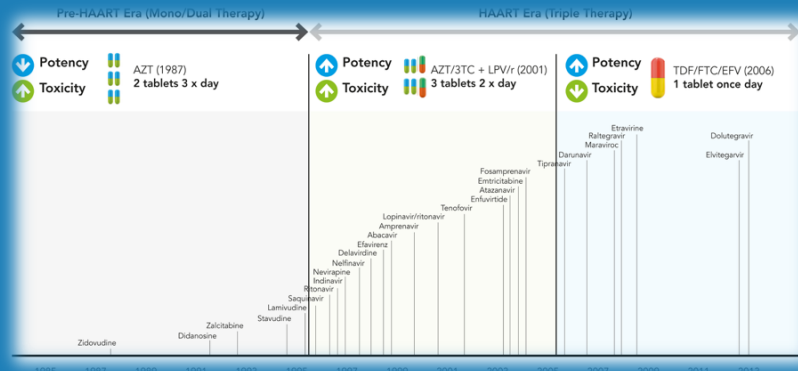 Pre-HAART Era (Mono/Dual Therapy)
HAART Era (Triple Therapy)
Potency
Toxicity
AZT (1987)
2 tablets 3 x day
Potency
Toxicity
AZT/3TC + LPV/r (2001)
3 tablets 2 x day
Potency
Toxicity
TDF/FTC/EFV (2006)
1 tablet once day
Zidovudine
Didanosine
Zalcitabine
Stavudine
Lamivudine
Saquinavir
Ritonavir
Indinavir
Nevirapine
Nelfinavir
Delavirdine
Efavirenz
Abacavir
Amprenavir
Lopinavir/ritonavir
Tenofovir
Enfuvirtide
Atazanavir
Emtricitabine
Fosamprenavir
Tipranavir
Darunavir
Maraviroc
Raltegravir
Etravirine
Elvitegarvir
Dolutegravir